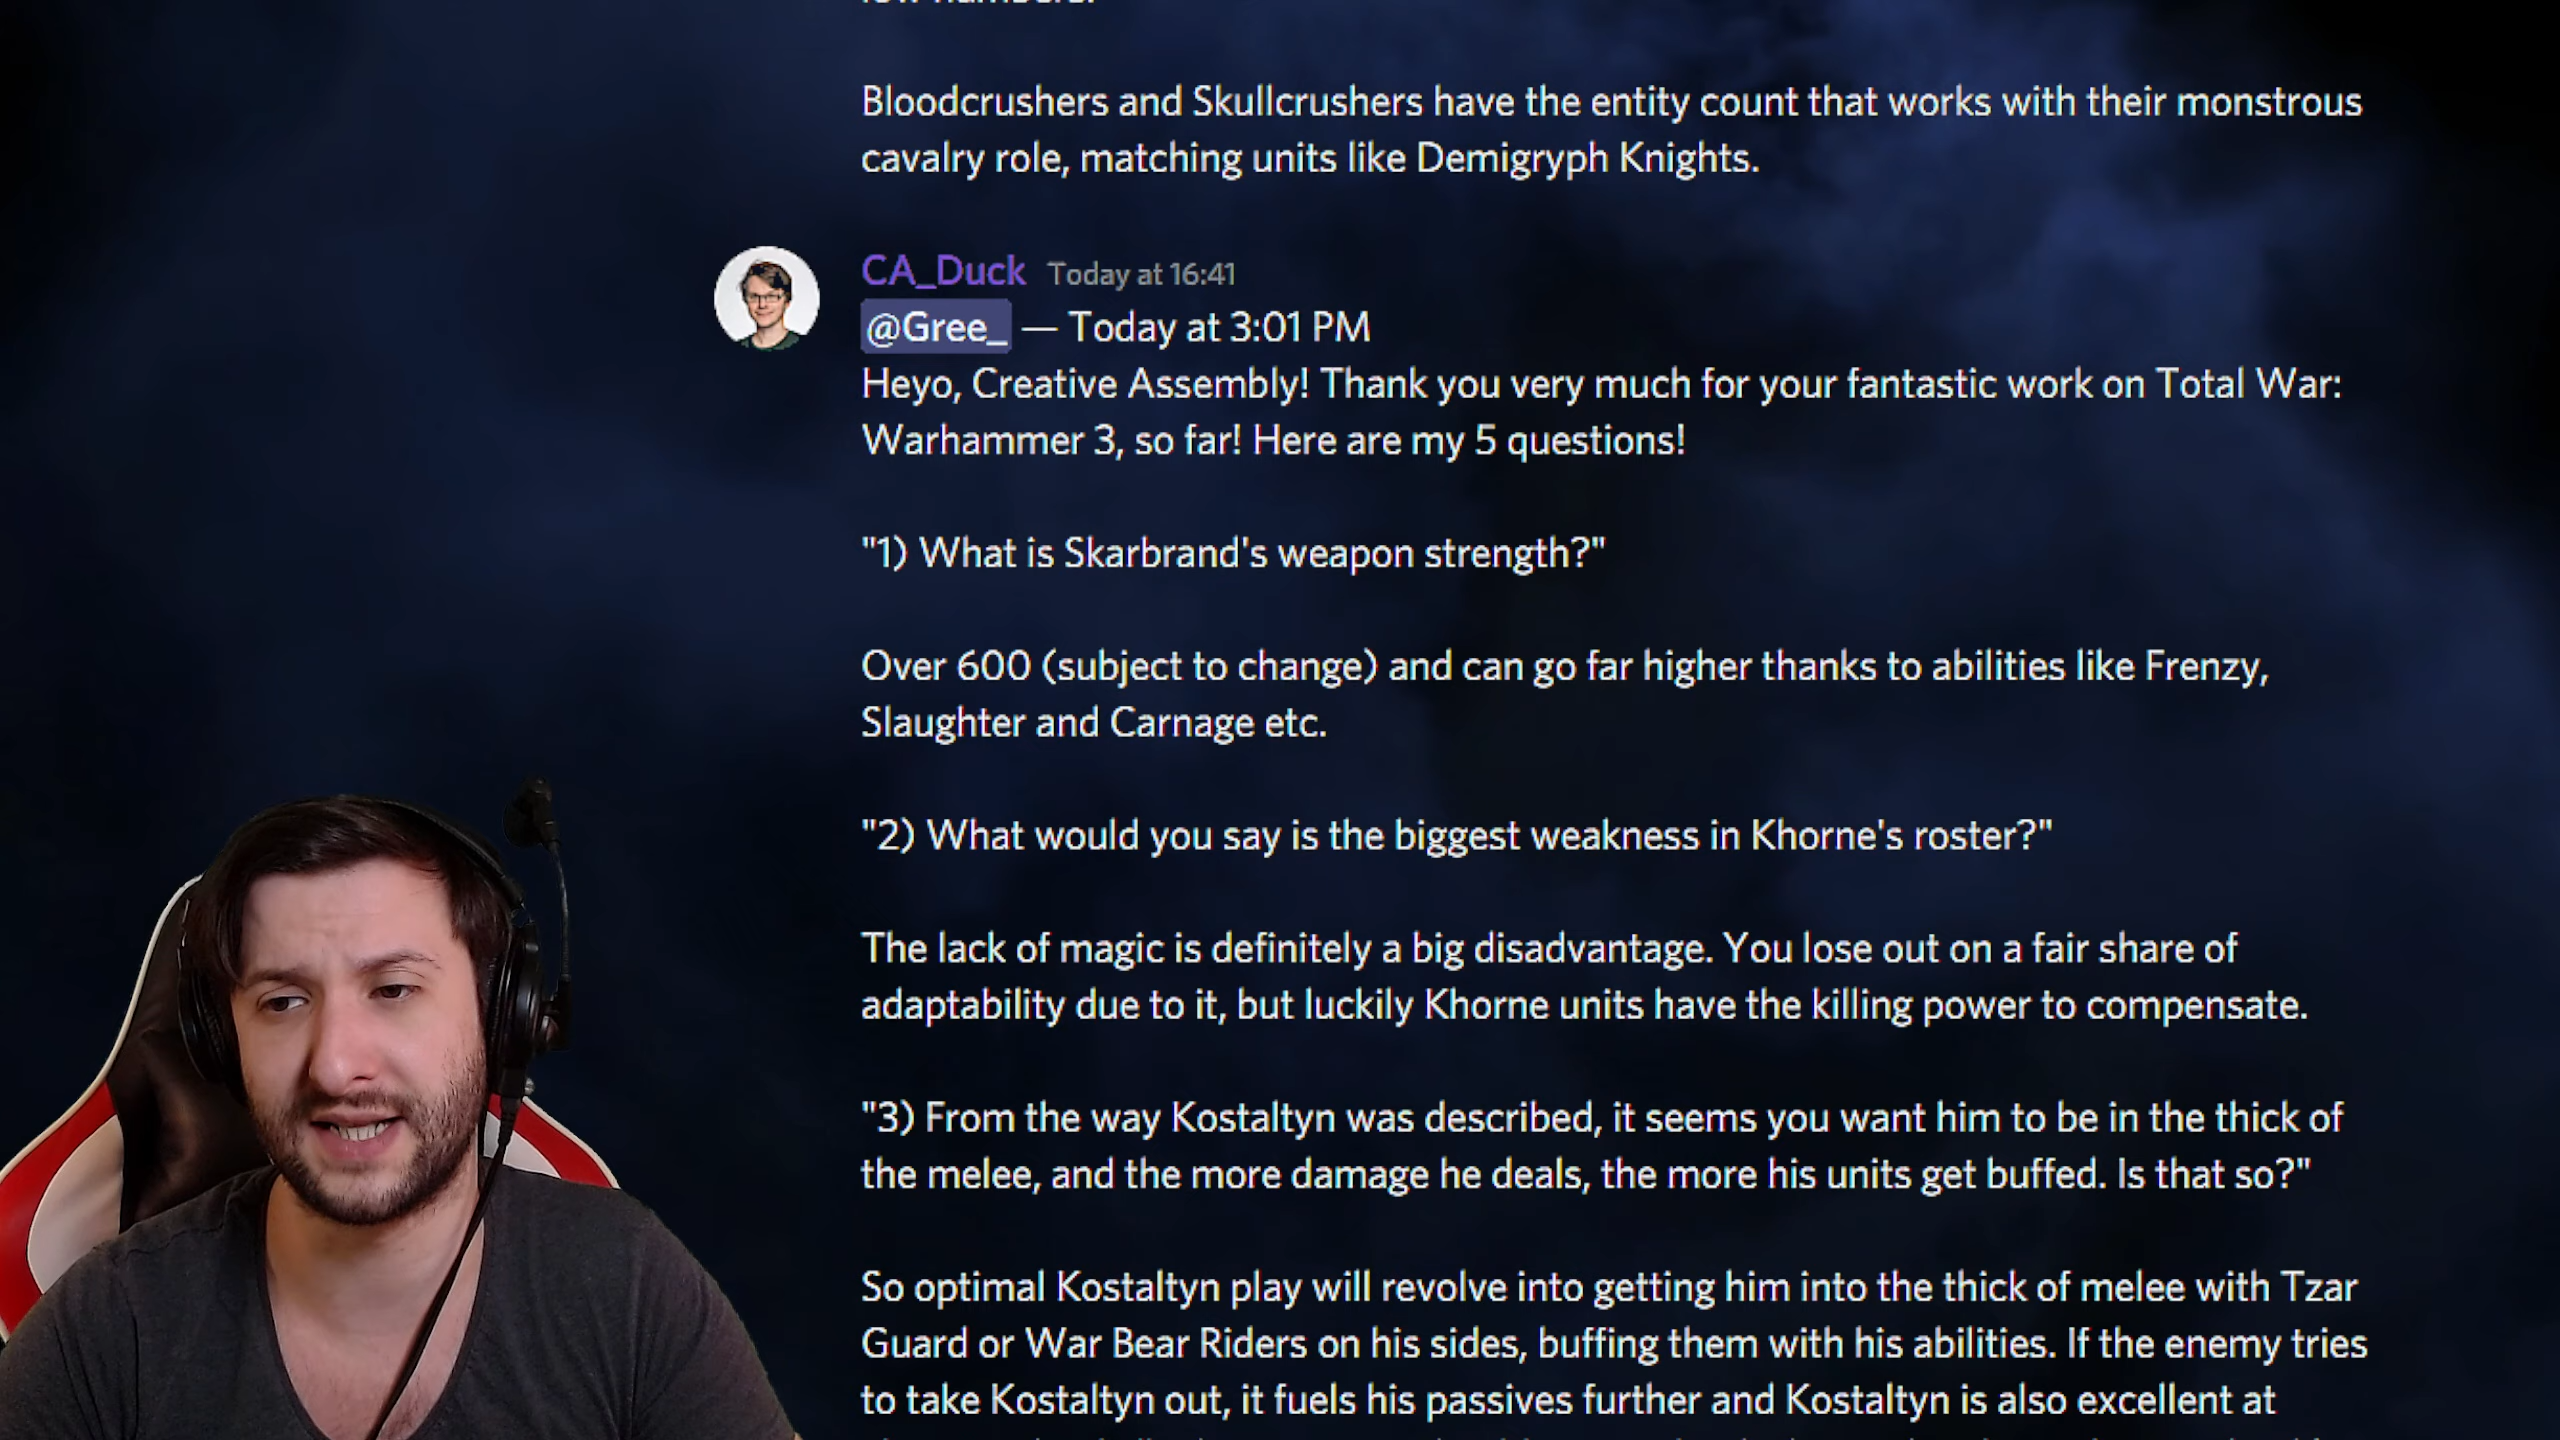 Bloodcrushers and Skullcrushers have the entity count that works with their monstrous
cavalry role, matching units like Demigryph Knights.
CA_Duck Today at 16:41
@Gree_ — Today at 3:01 PM
Heyo, Creative Assembly! Thank you very much for your fantastic work on Total War:
Warhammer 3, so far! Here are my 5 questions!
"1) What is Skarbrand's weapon strength?"
Over 600 (subject to change) and can go far higher thanks to abilities like Frenzy,
Slaughter and Carnage etc.
"2) What would you say is the biggest weakness in Khorne's roster?"
The lack of magic is definitely a big disadvantage. You lose out on a fair share of
adaptability due to it, but luckily Khorne units have the killing power to compensate.
"3) From the way Kostaltyn was described, it seems you want him to be in the thick of
the melee, and the more damage he deals, the more his units get buffed. Is that so?"
So optimal Kostaltyn play will revolve into getting him into the thick of melee with Tzar
Guard or War Bear Riders on his sides, buffing them with his abilities. If the enemy tries
to take Kostaltyn out, it fuels his passives further and Kostaltyn is also excellent at